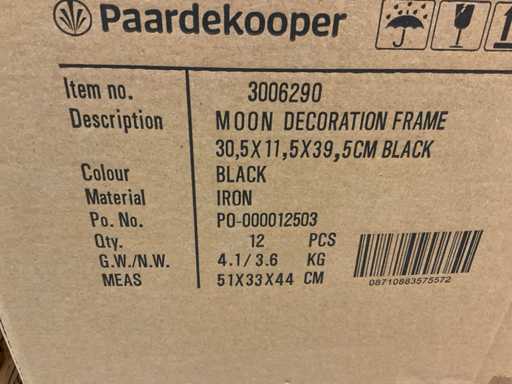 Paardekooper
Item no. 3006290
Description MOON DECORATION FRAME
30,5X11,5X39,5CM BLACK
Colour BLACK
Material IRON
Po. No. PO-000012503
Qty. 12 PCS
G.W./N.W. 4.1/3.6 KG
MEAS 51X33X44 CM
08710883575572